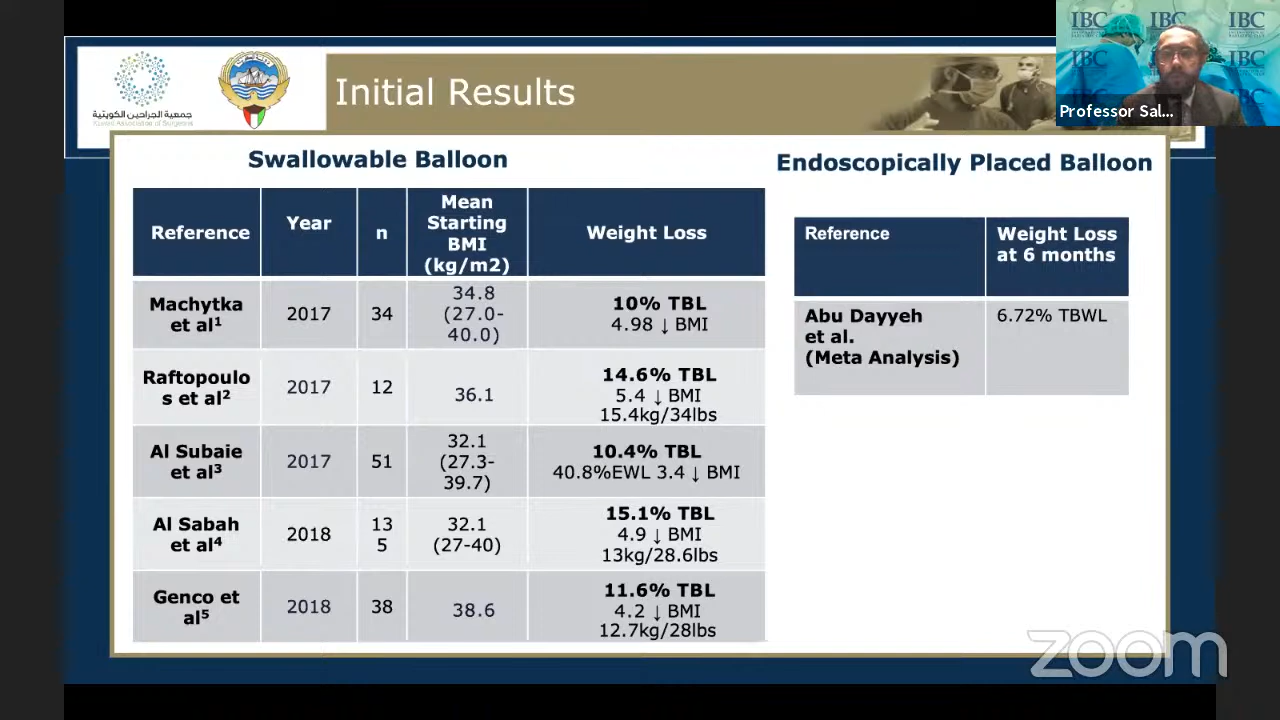 IBC
IBC
IBC
IBC
IBC
IBC
IBC
Professor Sal...
جمعية الجراحين الكويتية
Kuwait Association of Surgeons
Initial Results
Swallowable Balloon
Reference
Year
n
Mean
Starting
BMI
(kg/m2)
Weight Loss
Machytka
et al1
2017
34
34.8
(27.0-
40.0)
10% TBL
4.98 ↓ BMI
Raftopoulo
s et al2
2017
12
36.1
14.6% TBL
5.4 ↓ BMI
15.4kg/34lbs
Al Subaie
et al3
2017
51
32.1
(27.3-
39.7)
10.4% TBL
40.8%EWL 3.4 ↓ BMI
Al Sabah
et al4
2018
13
5
32.1
(27-40)
15.1% TBL
4.9 ↓ BMI
13kg/28.6lbs
Genco et
al5
2018
38
38.6
11.6% TBL
4.2 ↓ BMI
12.7kg/28lbs
Endoscopically Placed Balloon
Reference
Weight Loss
at 6 months
Abu Dayyeh
et al.
(Meta Analysis)
6.72% TBWL
zoom